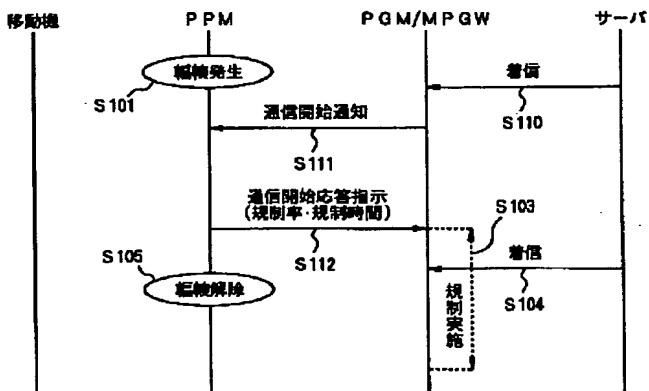 移動機
PPM
PGM/MPGW
サーバ
輻輳発生
S101
着信
S110
通信開始通知
S111
通信開始応答指示
(規制率・規制時間)
S112
S103
S105
輻輳解除
着信
S104
規制実施